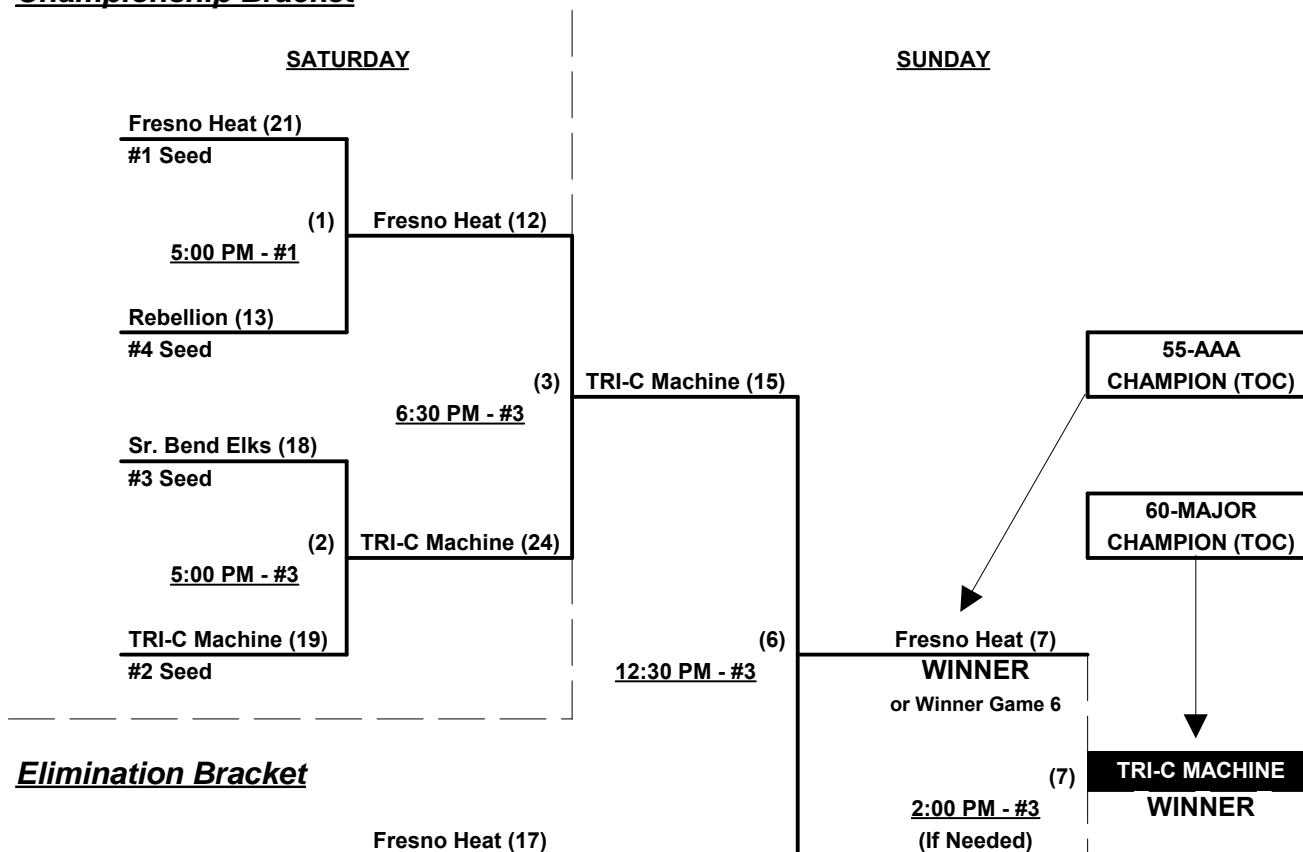 Championship Bracket
SATURDAY
SUNDAY
Fresno Heat (21)
#1 Seed
(1)
Fresno Heat (12)
5:00 PM - #1
Rebellion (13)
#4 Seed
55-AAA
CHAMPION (TOC)
(3)
TRI-C Machine (15)
6:30 PM - #3
Sr. Bend Elks (18)
#3 Seed
60-MAJOR
CHAMPION (TOC)
(2)
TRI-C Machine (24)
5:00 PM - #3
TRI-C Machine (19)
#2 Seed
(6)
Fresno Heat (7)
12:30 PM - #3
WINNER
or Winner Game 6
Elimination Bracket
(7)
TRI-C MACHINE
WINNER
2:00 PM - #3
(If Needed)
Fresno Heat (17)